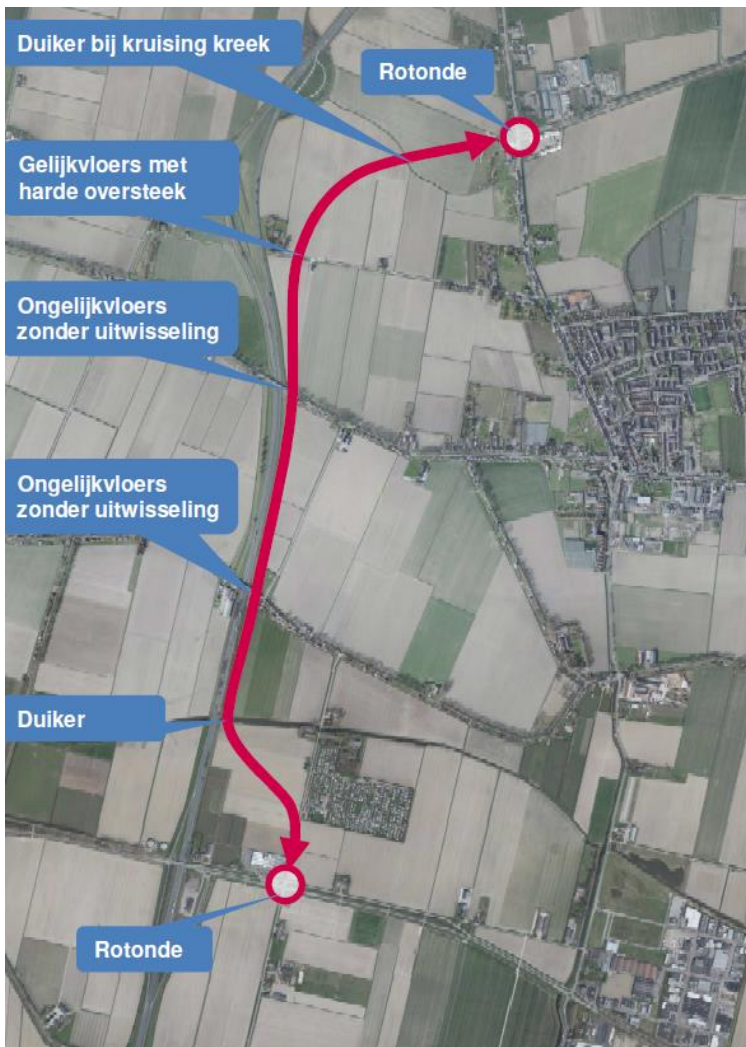 Duiker bij kruising kreek
Rotonde
Gelijkvloers met
harde oversteek
Ongelijkvloers
zonder uitwisseling
Ongelijkvloers
zonder uitwisseling
Duiker
Rotonde